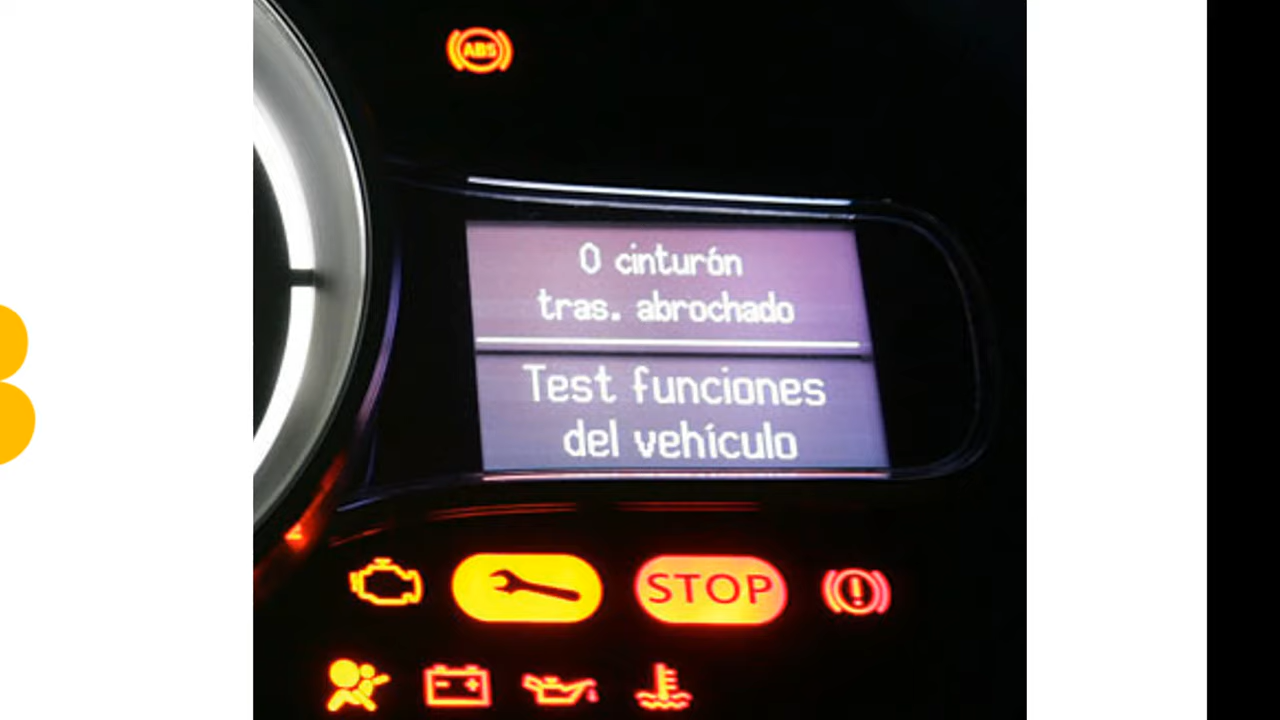 ABS
0 cinturón
tras. abrochado
Test funciones
del vehículo
STOP